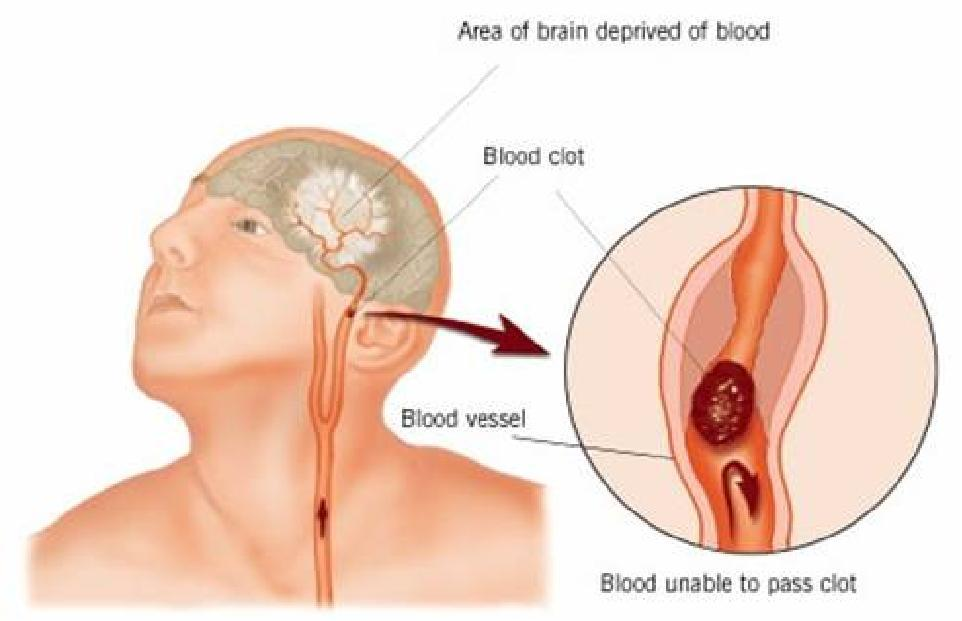 Area of brain deprived of blood
Blood clot
Blood vessel
Blood unable to pass clot